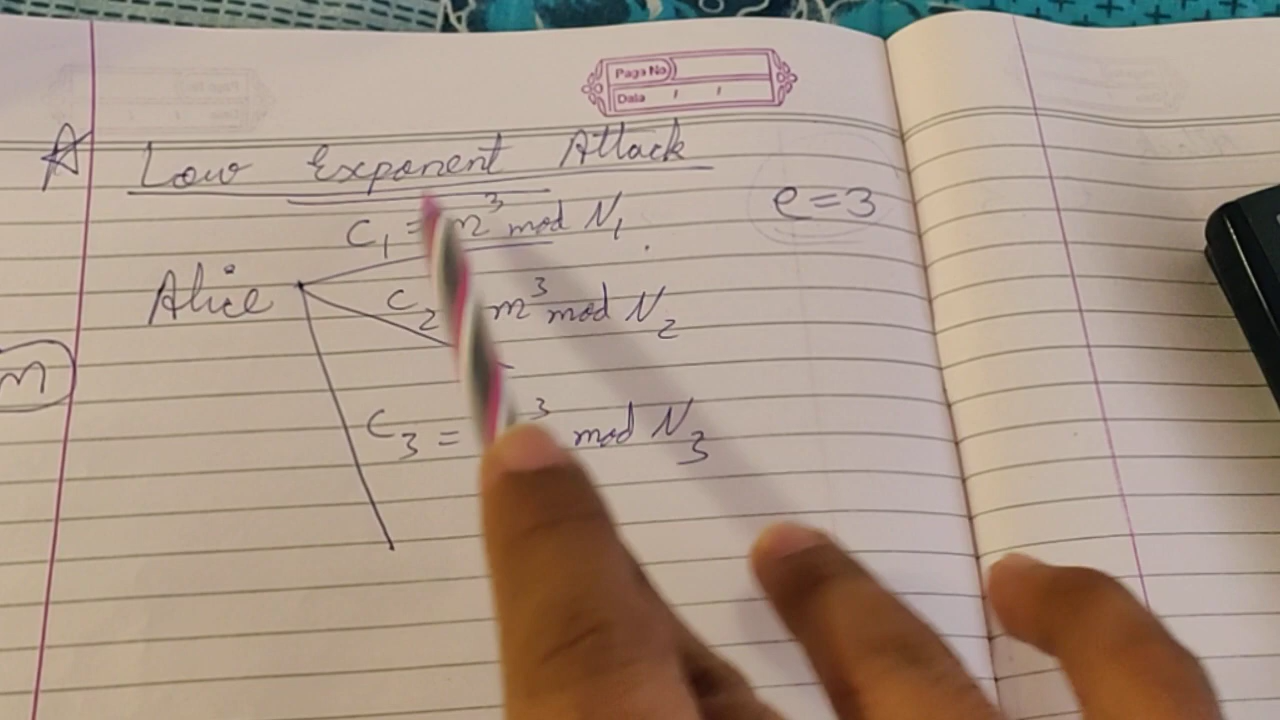 Page No
Date / /
Low Exponent Attack
e=3
C₁ = m³ mod N₁.
Alice
C₂ m³ mod N₂
m
C₃ = ³ mod N₃